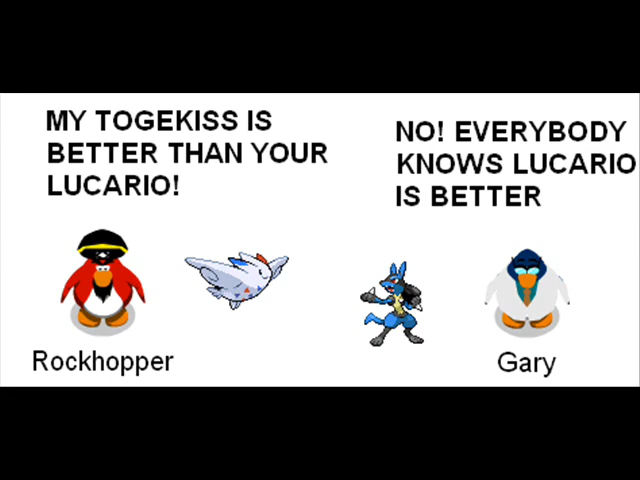 MY TOGEKISS IS
BETTER THAN YOUR
LUCARIO!
NO! EVERYBODY
KNOWS LUCARIO
IS BETTER
Rockhopper
Gary